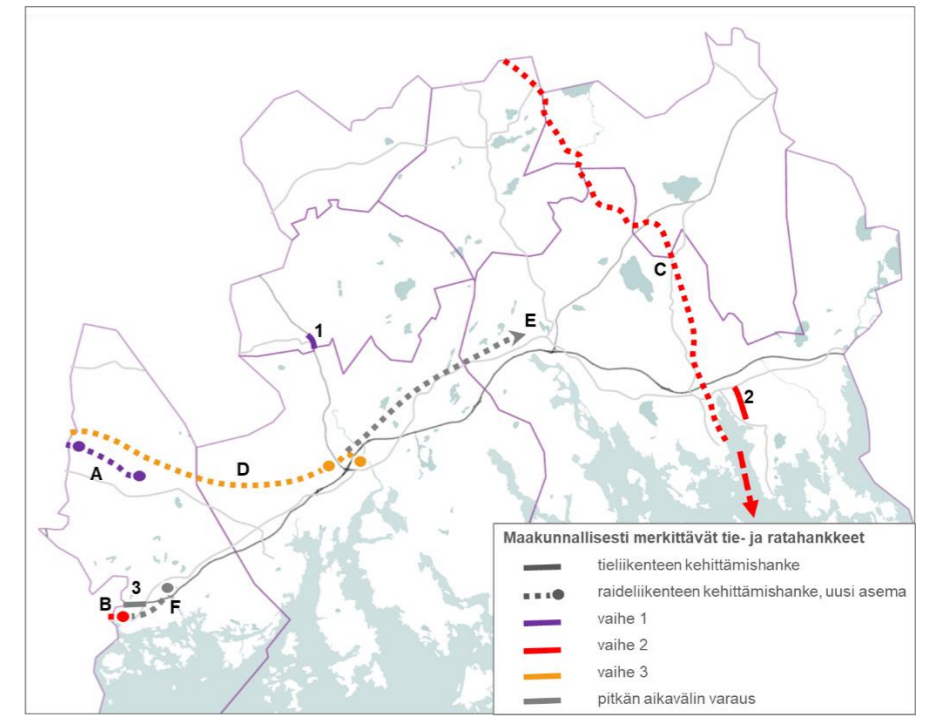 C
1
E
2
D
A
3
B
F
Maakunnallisesti merkittävät tie- ja ratahankkeet
tieliikenteen kehittämishanke
raideliikenteen kehittämishanke, uusi asema
vaihe 1
vaihe 2
vaihe 3
pitkän aikavälin varaus